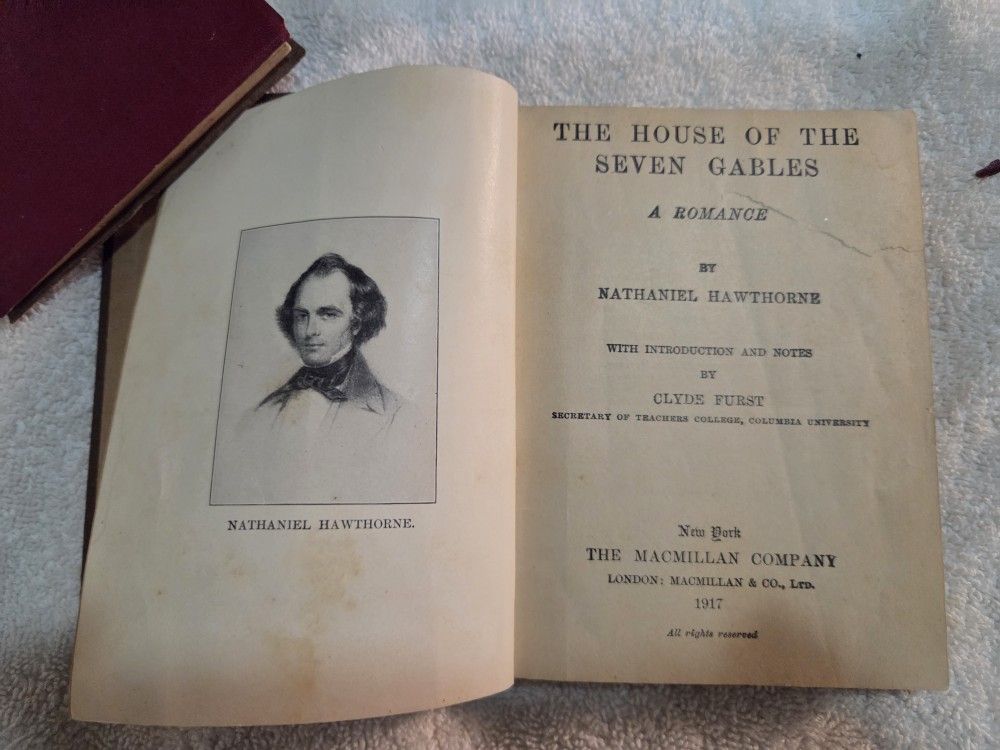 NATHANIEL HAWTHORNE.
THE HOUSE OF THE
SEVEN GABLES
A ROMANCE
BY
NATHANIEL HAWTHORNE
WITH INTRODUCTION AND NOTES
BY
CLYDE FURST
SECRETARY OF TEACHERS COLLEGE, COLUMBIA UNIVERSITY
New York
THE MACMILLAN COMPANY
LONDON: MACMILLAN & CO., LTD.
1917
All rights reserved